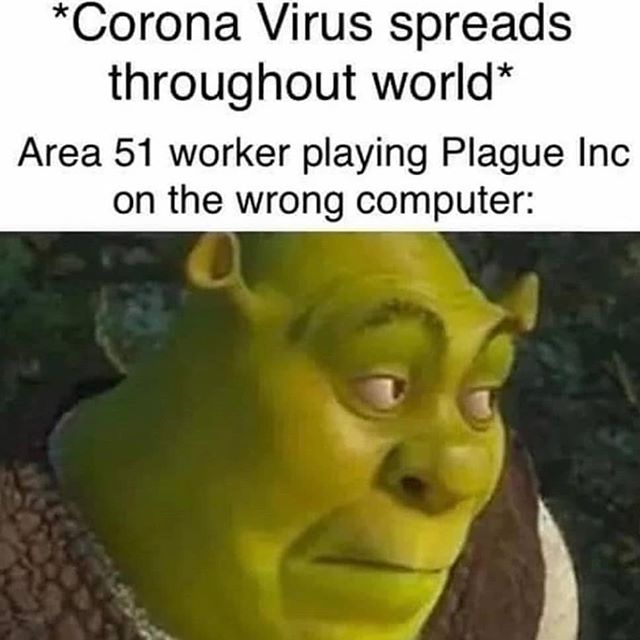 *Corona Virus spreads
throughout world*
Area 51 worker playing Plague Inc
on the wrong computer: